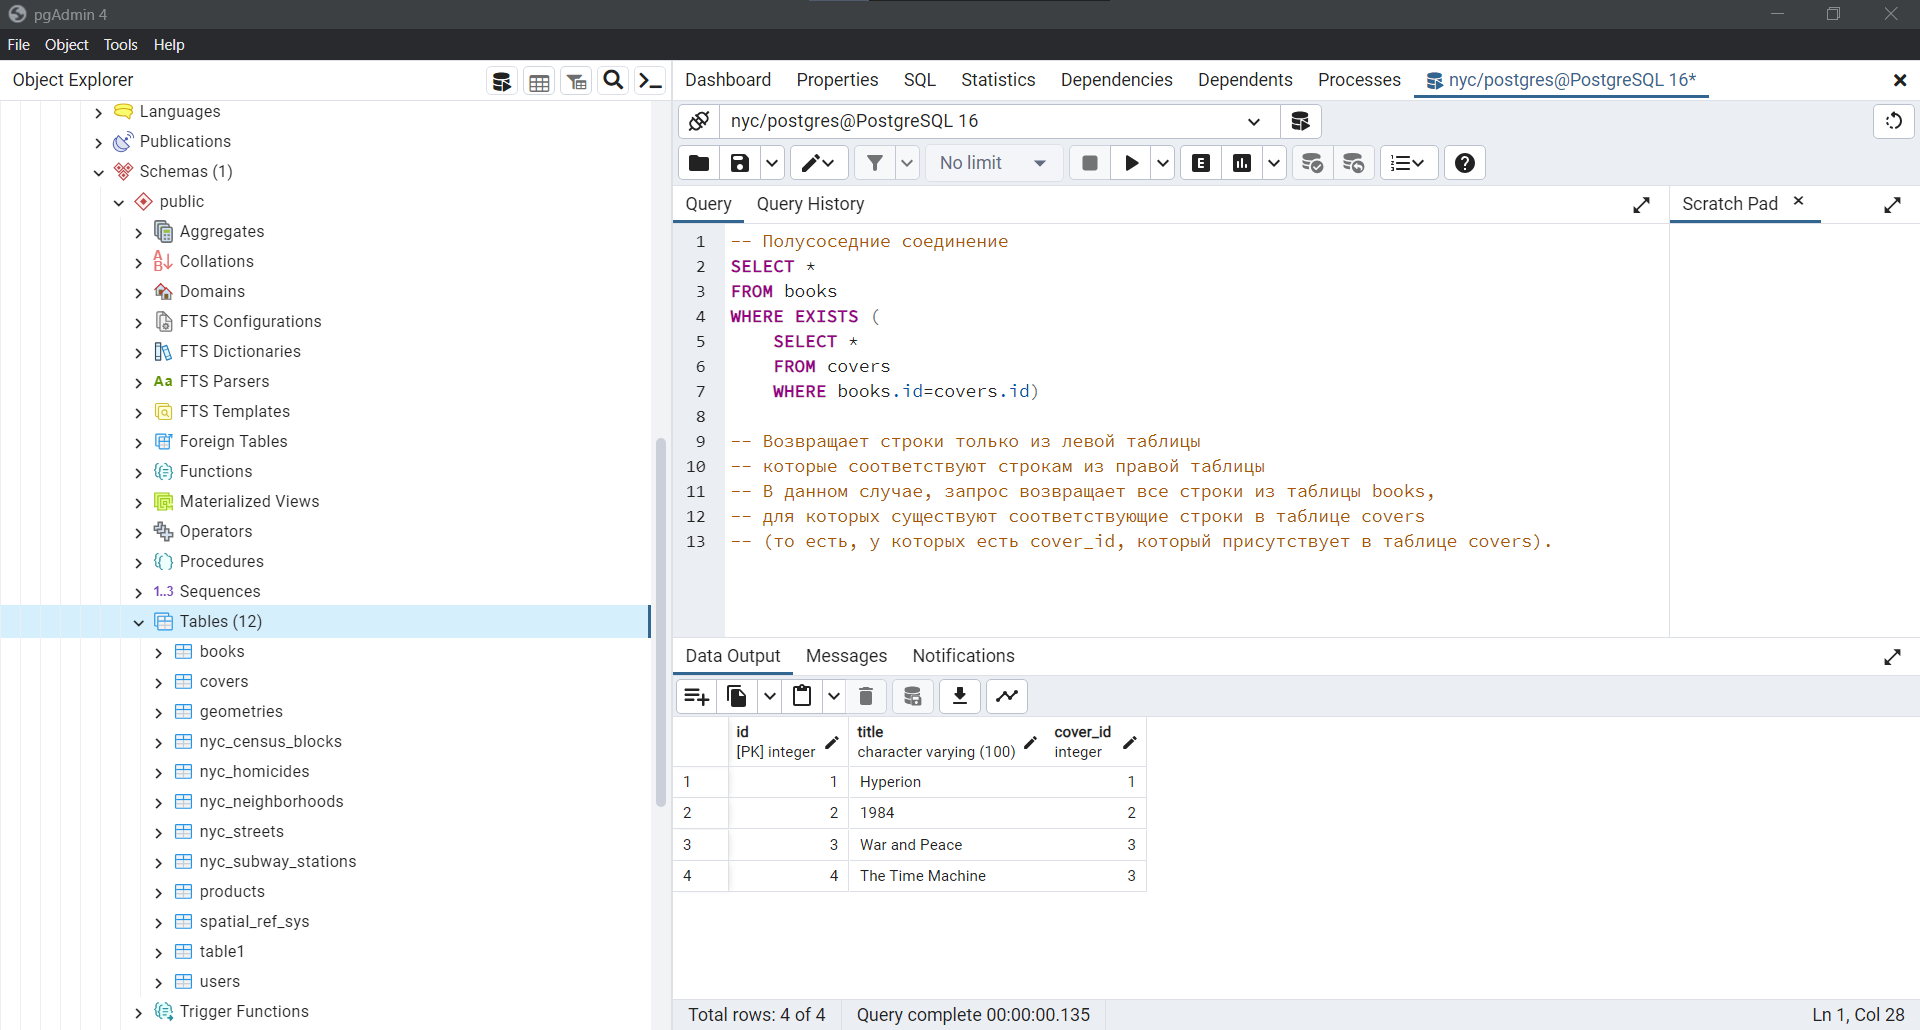 pgAdmin 4
File Object Tools Help
Object Explorer
Languages
Publications
Schemas (1)
public
Aggregates
Collations
Domains
FTS Configurations
FTS Dictionaries
Aa FTS Parsers
FTS Templates
Foreign Tables
Functions
Materialized Views
Operators
Procedures
1..3 Sequences
Tables (12)
books
covers
geometries
nyc_census_blocks
nyc_homicides
nyc_neighborhoods
nyc_streets
nyc_subway_stations
products
spatial_ref_sys
table1
users
Trigger Functions
Dashboard Properties SQL Statistics Dependencies Dependents Processes nyc/postgres@PostgreSQL 16*
nyc/postgres@PostgreSQL 16
No limit E
Query Query History
Scratch Pad
1 -- Полусоседние соединение
2 SELECT *
3 FROM books
4 WHERE EXISTS (
5 SELECT *
6 FROM covers
7 WHERE books.id=covers.id)
8
9 -- Возвращает строки только из левой таблицы
10 -- которые соответствуют строкам из правой таблицы
11 -- В данном случае, запрос возвращает все строки из таблицы books,
12 -- для которых существуют соответствующие строки в таблице covers
13 -- (то есть, у которых есть cover_id, который присутствует в таблице covers).
Data Output Messages Notifications
id title cover_id
[PK] integer character varying (100) integer
1 1 Hyperion 1
2 2 1984 2
3 3 War and Peace 3
4 4 The Time Machine 3
Total rows: 4 of 4 Query complete 00:00:00.135 Ln 1, Col 28